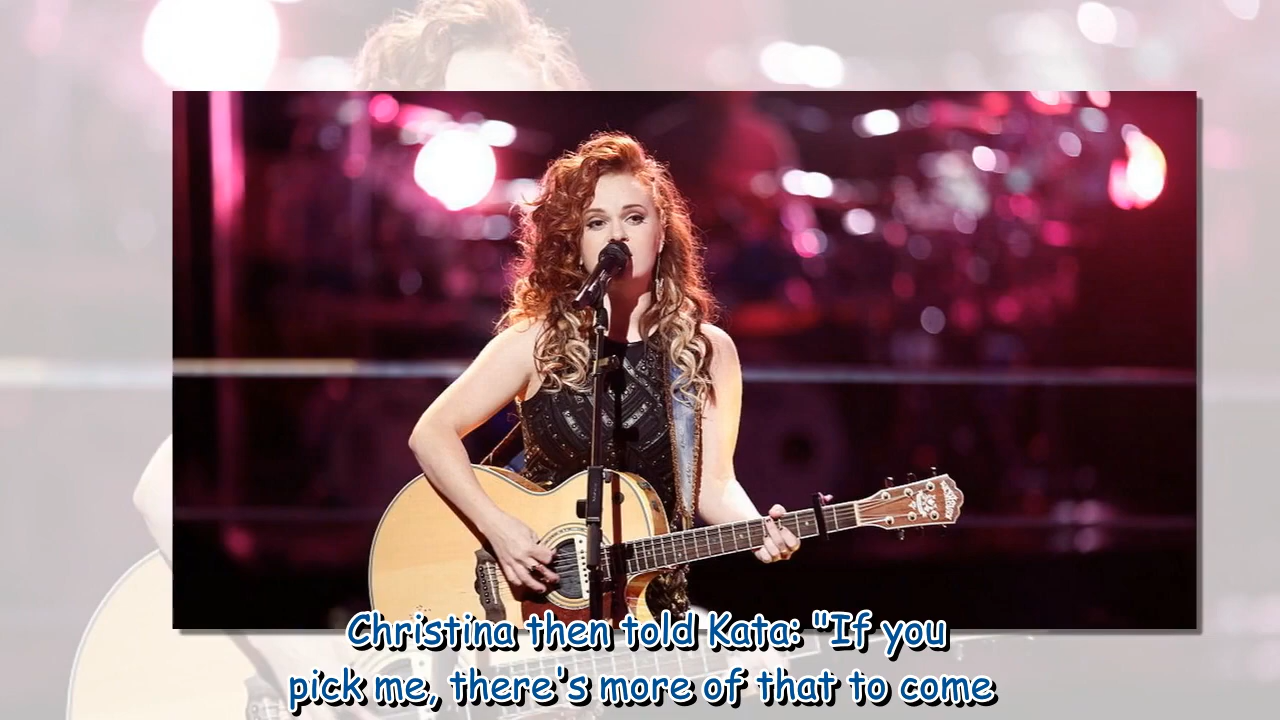 Christina then told Kata: "If you
pick me, there's more of that to come